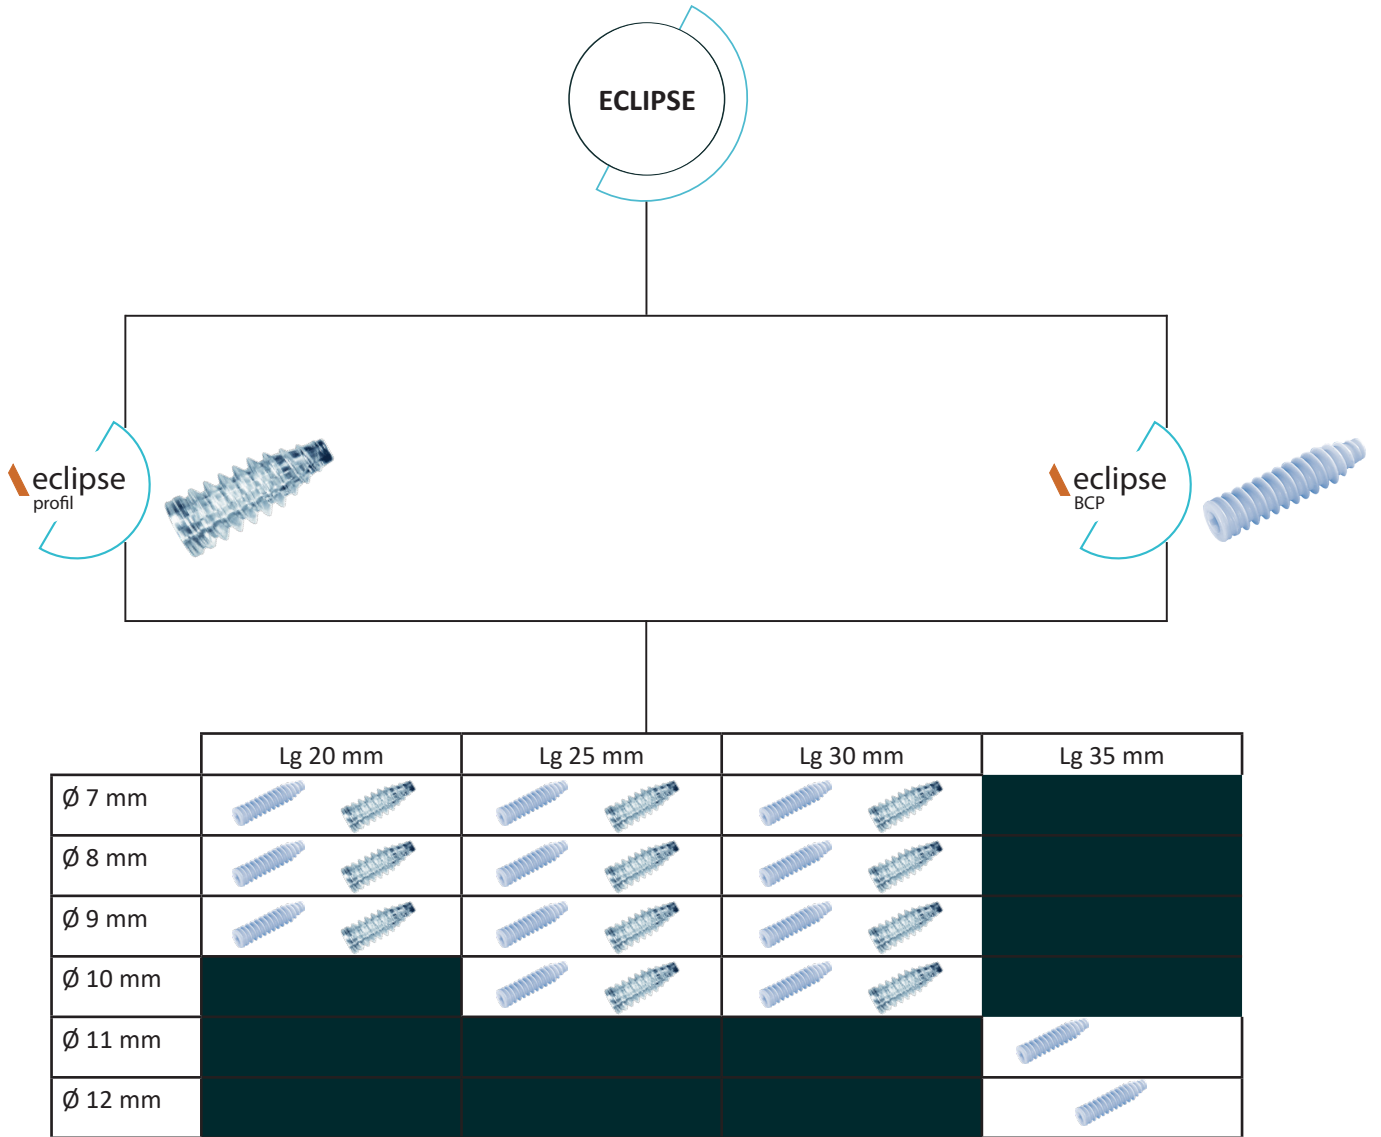 ECLIPSE
eclipse
profil
eclipse
BCP
Lg 20 mm Lg 25 mm Lg 30 mm Lg 35 mm
Ø 7 mm
Ø 8 mm
Ø 9 mm
Ø 10 mm
Ø 11 mm
Ø 12 mm